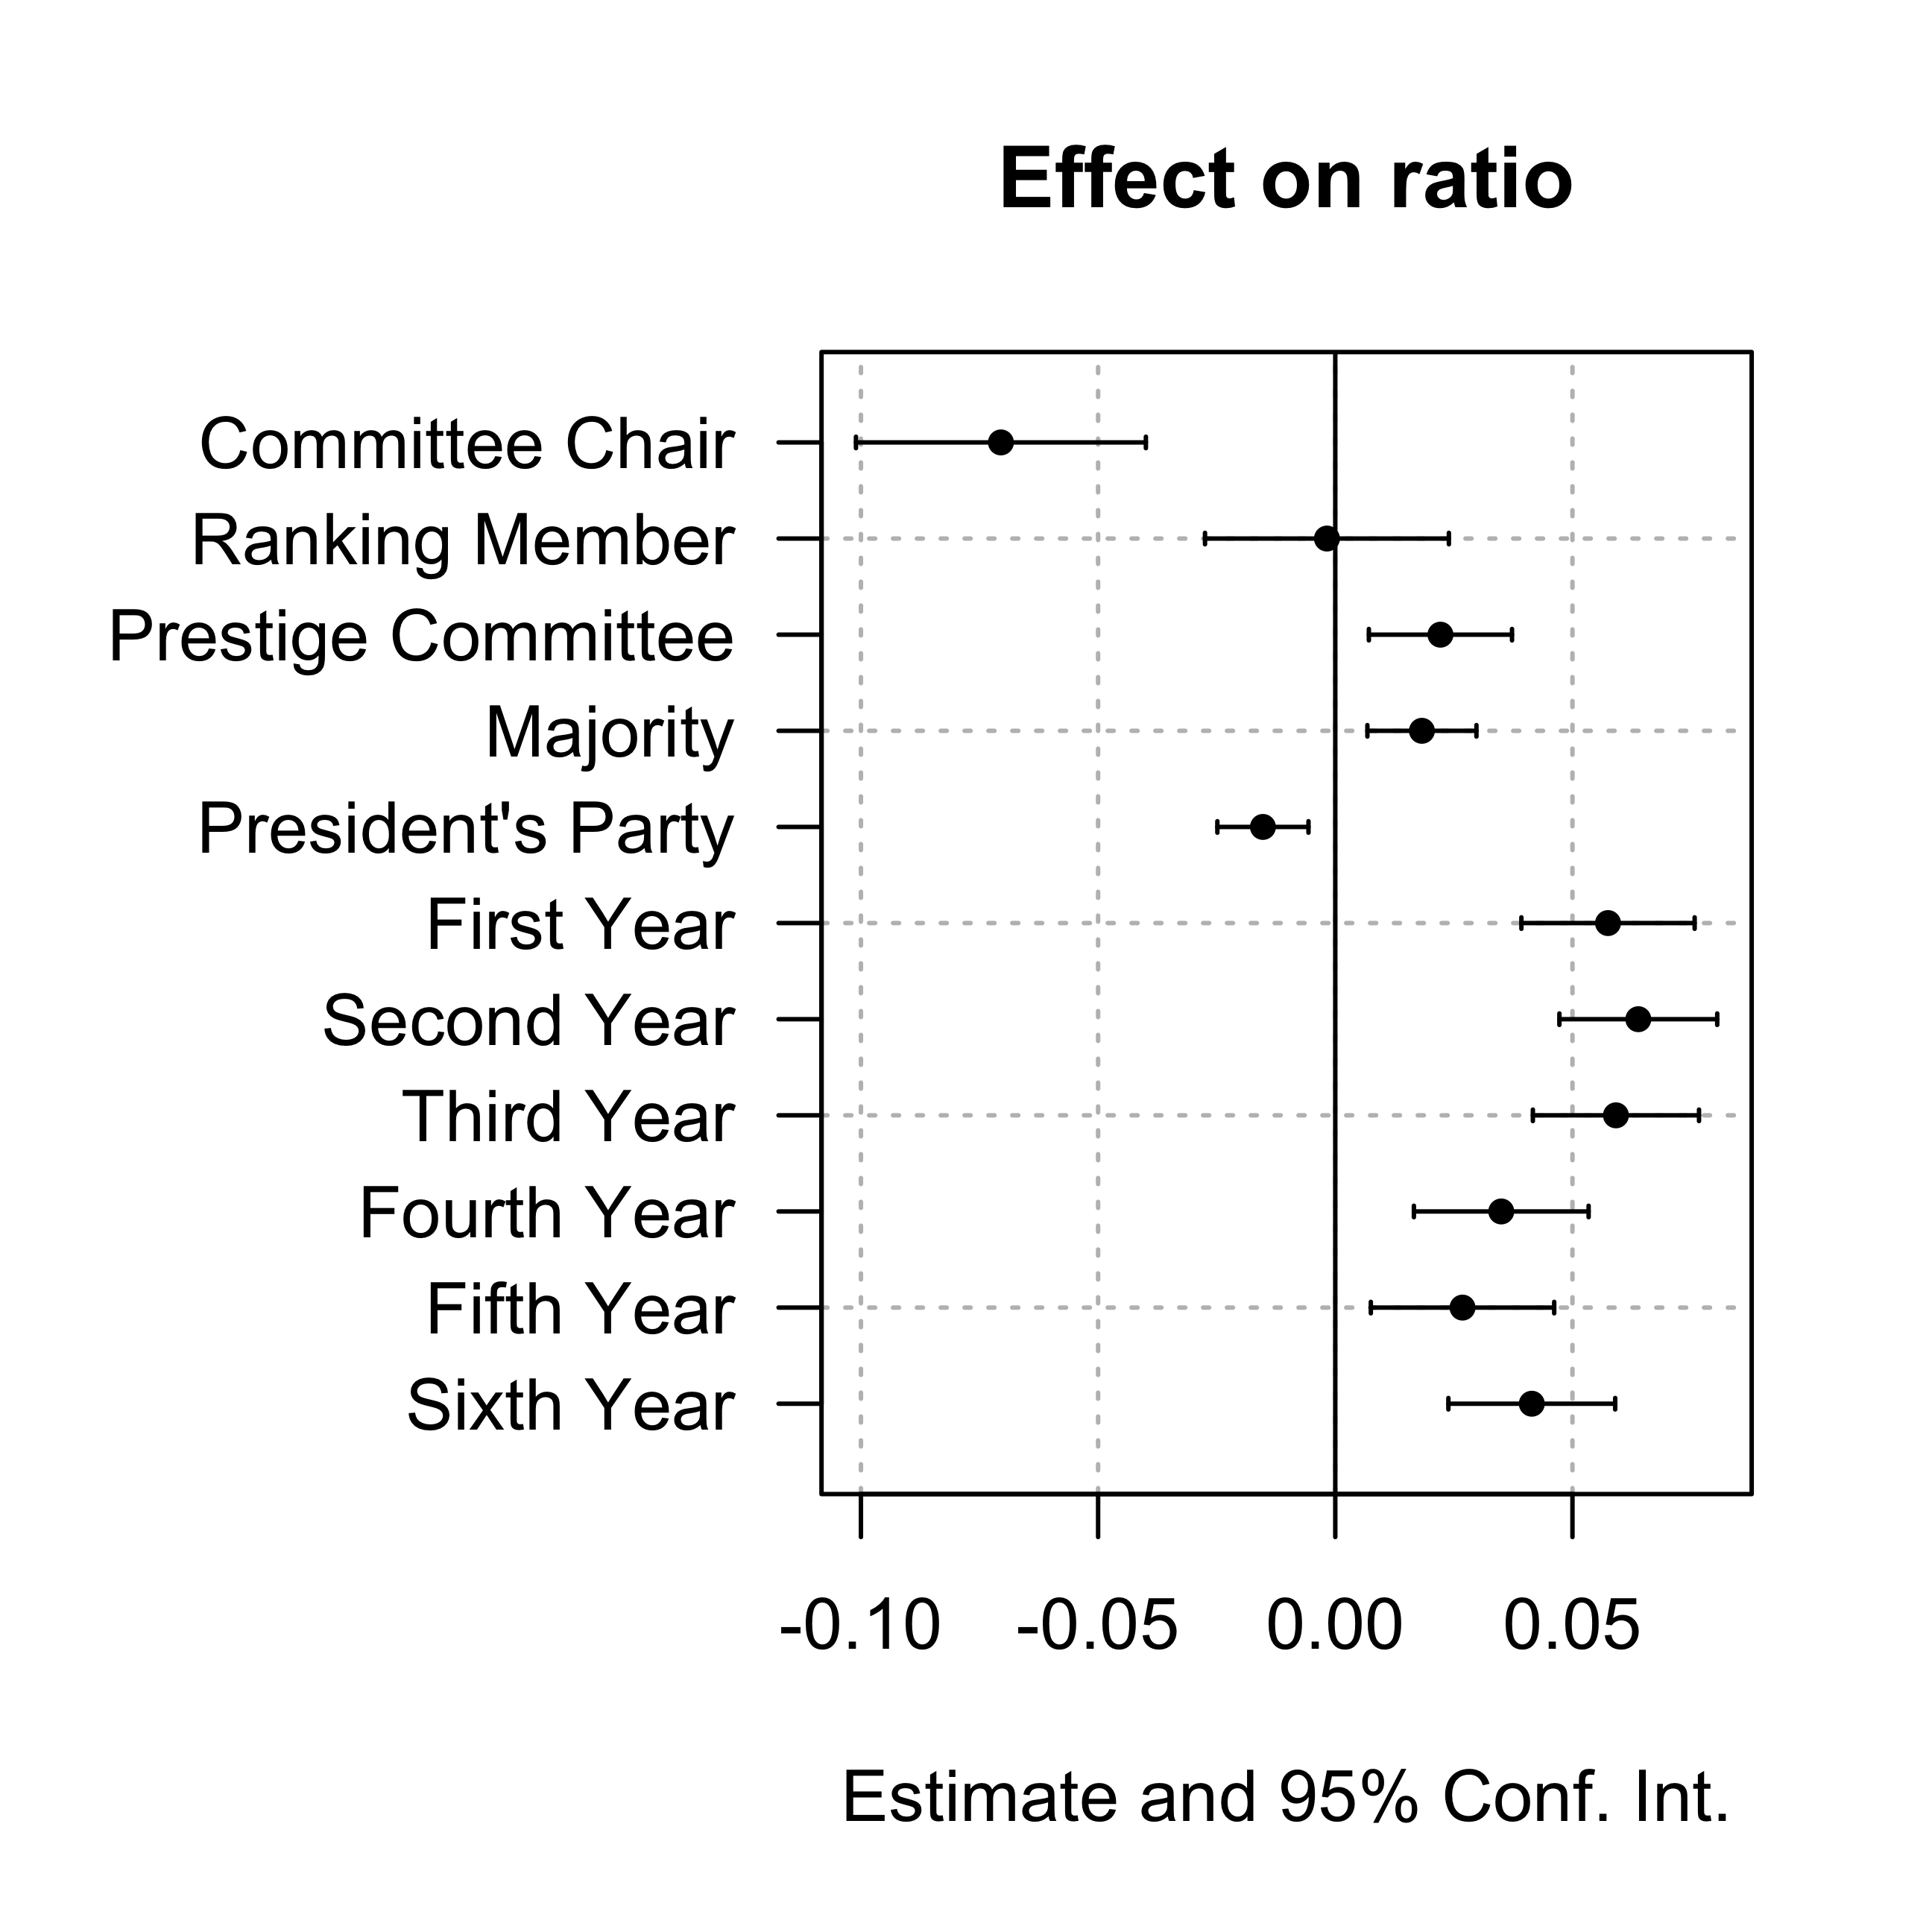 Effect on ratio
Committee Chair
Ranking Member
Prestige Committee
Majority
President's Party
First Year
Second Year
Third Year
Fourth Year
Fifth Year
Sixth Year
-0.10 -0.05 0.00 0.05
Estimate and 95% Conf. Int.